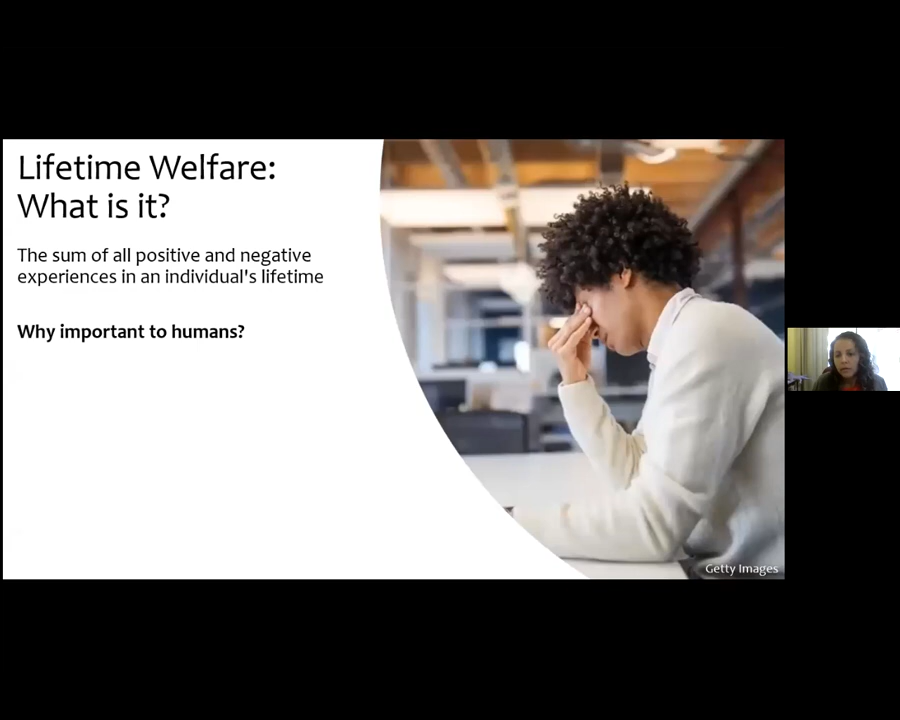 Lifetime Welfare:
What is it?
The sum of all positive and negative
experiences in an individual's lifetime
Why important to humans?
Getty Images